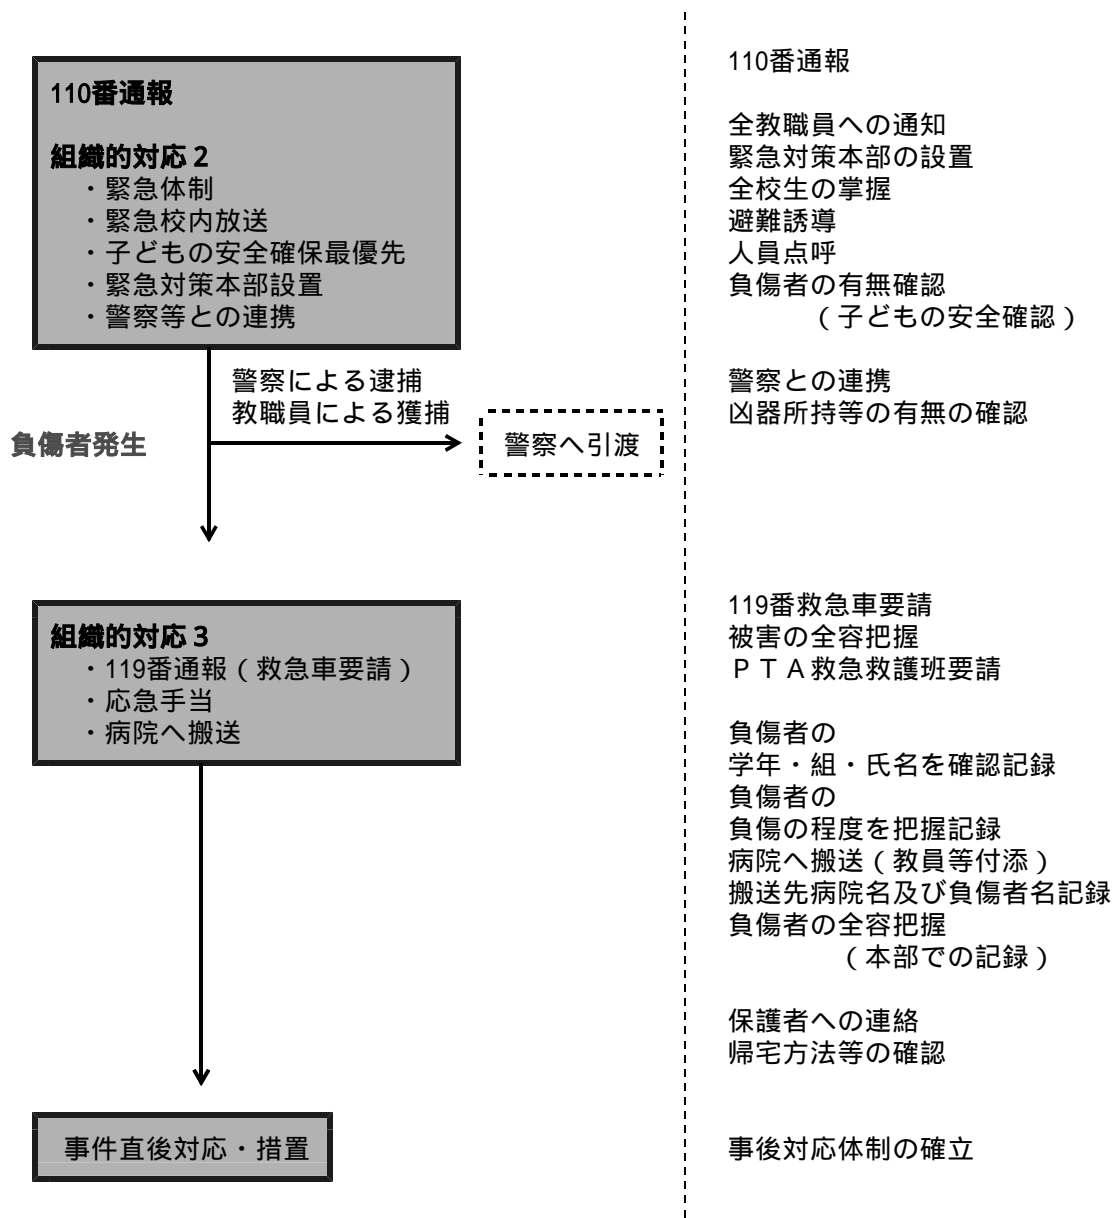 110番通報
組織的対応2
・緊急体制
・緊急校内放送
・子どもの安全確保最優先
・緊急対策本部設置
・警察等との連携
警察による逮捕
教職員による獲捕
負傷者発生
警察へ引渡
組織的対応3
・119番通報（救急車要請）
・応急手当
・病院へ搬送
事件直後対応・措置
110番通報
全教職員への通知
緊急対策本部の設置
全校生の掌握
避難誘導
人員点呼
負傷者の有無確認
（子どもの安全確認）
警察との連携
凶器所持等の有無の確認
119番救急車要請
被害の全容把握
ＰＴＡ救急救護班要請
負傷者の
学年・組・氏名を確認記録
負傷者の
負傷の程度を把握記録
病院へ搬送（教員等付添）
搬送先病院名及び負傷者名記録
負傷者の全容把握
（本部での記録）
保護者への連絡
帰宅方法等の確認
事後対応体制の確立